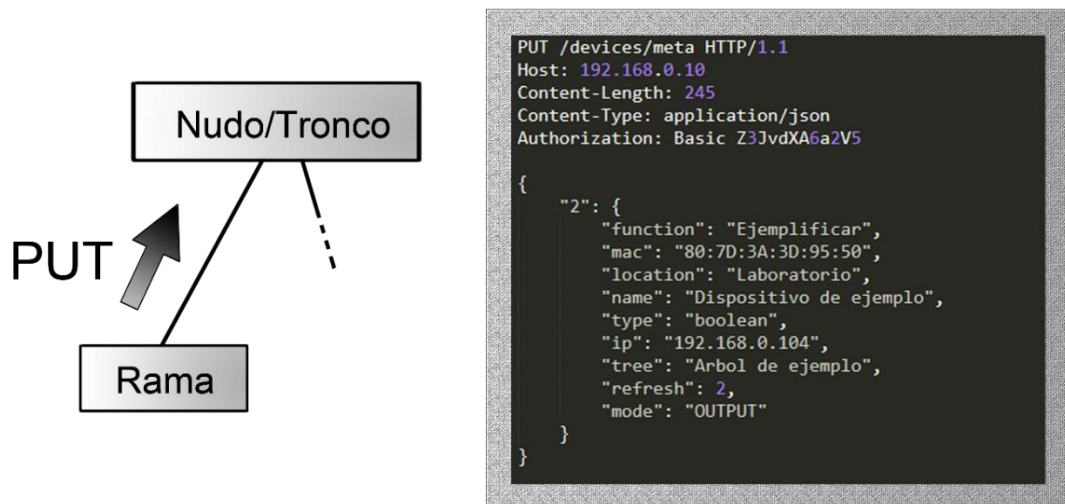 Nudo/Tronco
PUT
Rama
PUT /devices/meta HTTP/1.1
Host: 192.168.0.10
Content-Length: 245
Content-Type: application/json
Authorization: Basic Z3JvdXA6a2V5
{
"2": {
"function": "Ejemplificar",
"mac": "80:7D:3A:3D:95:50",
"location": "Laboratorio",
"name": "Dispositivo de ejemplo",
"type": "boolean",
"ip": "192.168.0.104",
"tree": "Arbol de ejemplo",
"refresh": 2,
"mode": "OUTPUT"
}
}